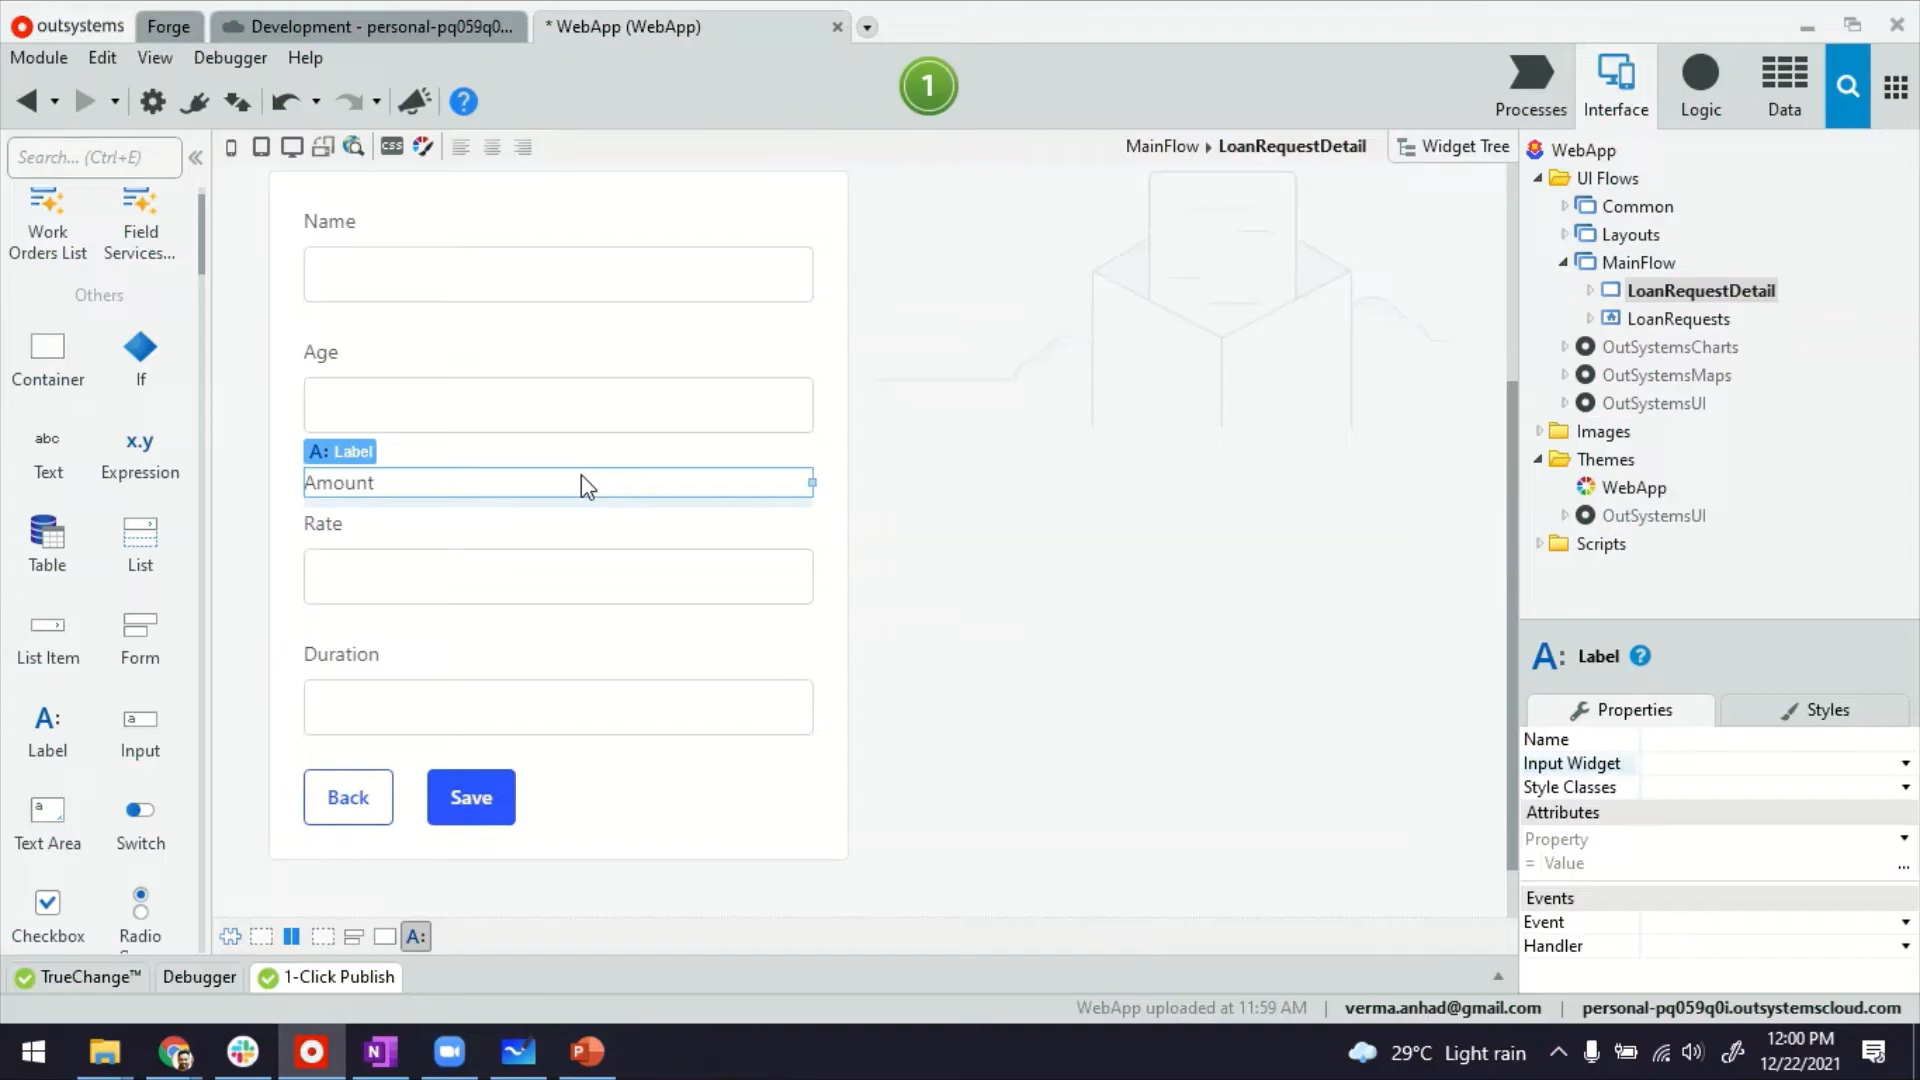 outsystems
Forge
Development - personal-pq059q0...
* WebApp (WebApp)
Module
Edit
View
Debugger
Help
1
Processes
Interface
Logic
Data
Search... (Ctrl+E)
CSS
MainFlow
LoanRequestDetail
Widget Tree
Work
Orders List
Field
Services...
Others
Container
If
abc
Text
x.y
Expression
Table
List
List Item
Form
A:
Label
a
Input
a
Text Area
Switch
Checkbox
Radio
Name
Age
A: Label
Amount
Rate
Duration
Back
Save
A:
WebApp
UI Flows
Common
Layouts
MainFlow
LoanRequestDetail
LoanRequests
OutSystemsCharts
OutSystemsMaps
OutSystemsUI
Images
Themes
WebApp
OutSystemsUI
Scripts
A: Label ?
Properties
Styles
Name
Input Widget
Style Classes
Attributes
Property
= Value
...
Events
Event
Handler
TrueChange™
Debugger
1-Click Publish
WebApp uploaded at 11:59 AM | verma.anhad@gmail.com | personal-pq059q0i.outsystemscloud.com
29°C Light rain
12:00 PM
12/22/2021